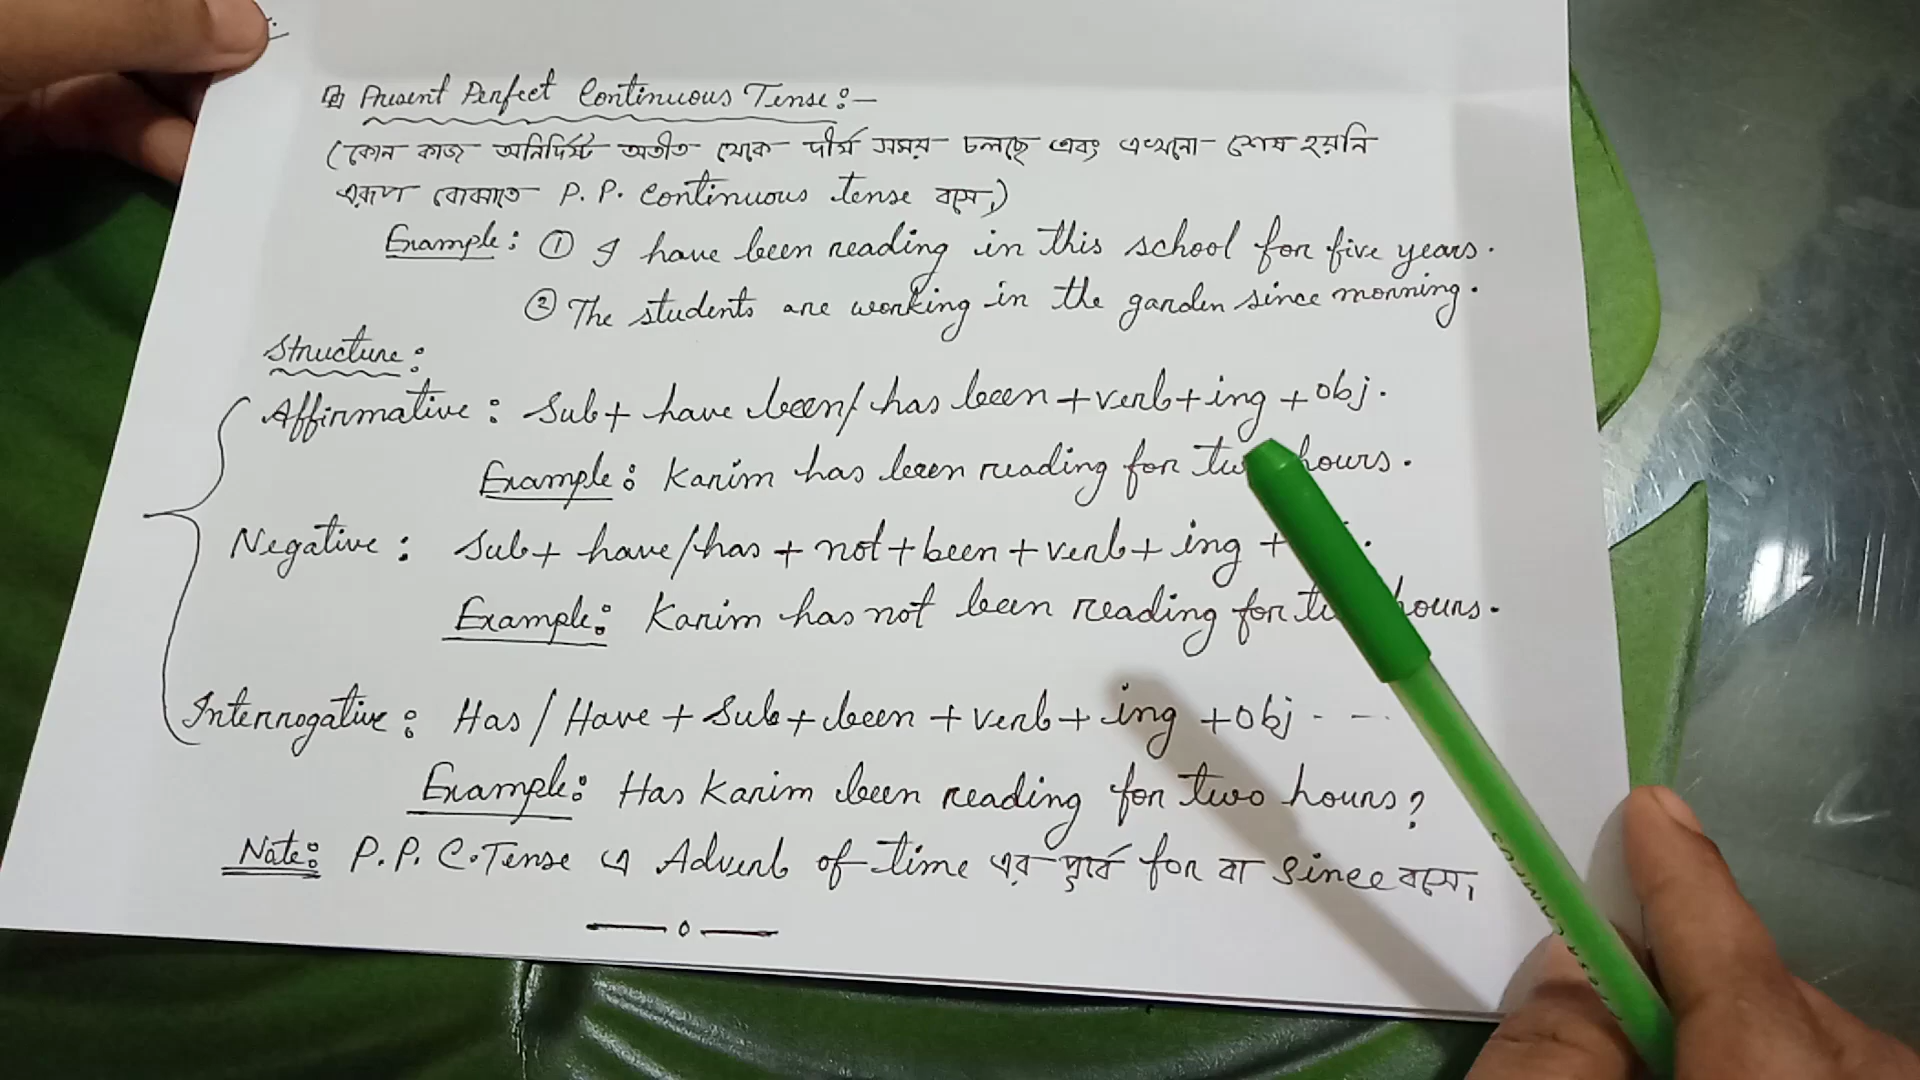 Present Perfect Continuous Tense:-
(কোন কাজ অনির্দিষ্ট অতীত থেকে দীর্ঘ সময় চলছে এবং এখনো শেষ হয়নি
এরূপ বোঝাতে P.P. Continuous tense বসে।)
Example: ① I have been reading in this school for five years.
② The students are working in the garden since morning.
Structure:
Affirmative: Sub+ have been/ has been +verb+ing +obj.
Example: Karim has been reading for two hours.
Negative: Sub+ have/has + not+been +verb+ ing +
Example: Karim has not been reading for hours.
Interrogative: Has/Have + Sub+been +verb+ing +obj - --
Example: Has Karim been reading for two hours?
Note: P.P.C.Tense এ Adverb of time এর পূর্বে for বা since বসে।